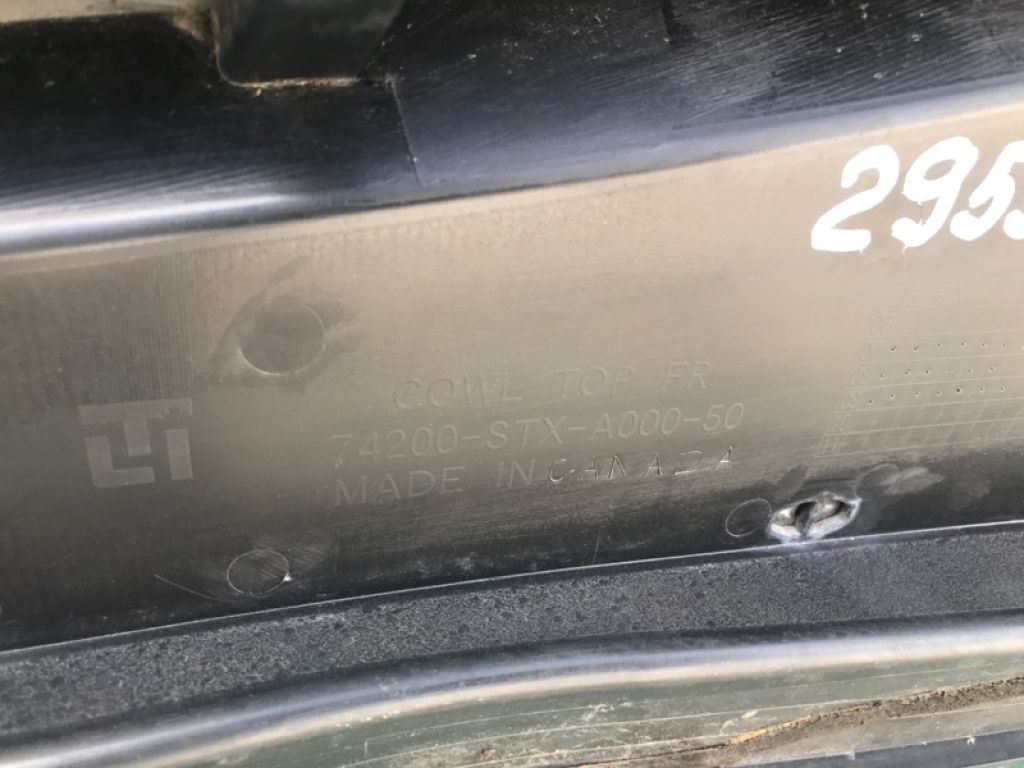 295
COWL TOP FR
74200-STX-A000-50
MADE IN CANADA